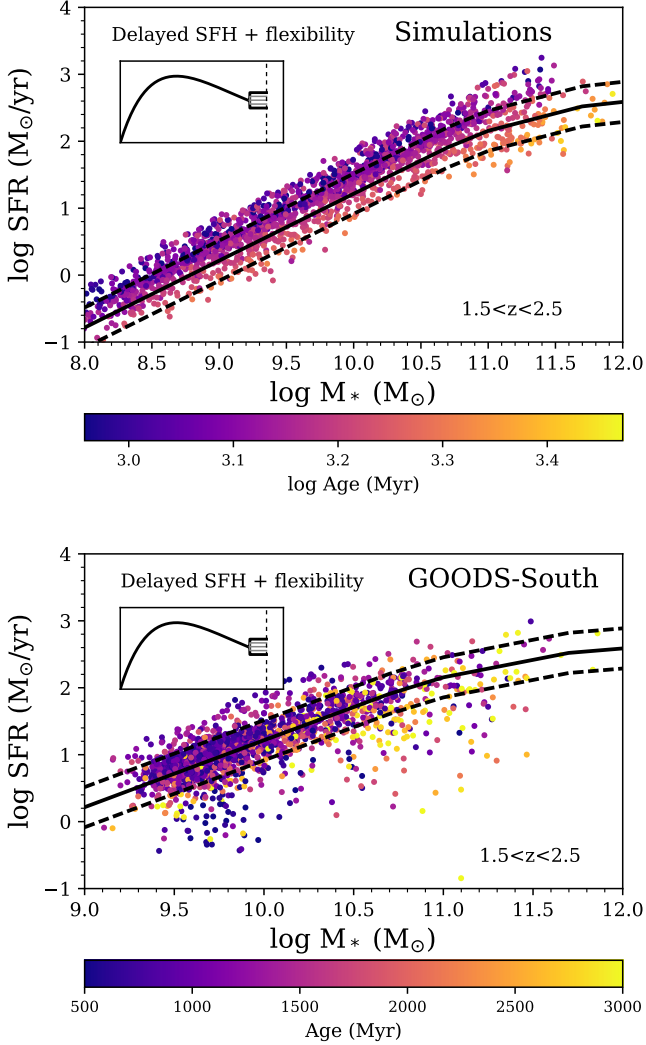 4
Delayed SFH + flexibility
Simulations
3
2
1
0
−1
log SFR (M⊙/yr)
1.5<z<2.5
8.0 8.5 9.0 9.5 10.0 10.5 11.0 11.5 12.0
log M∗ (M⊙)
3.0 3.1 3.2 3.3 3.4
log Age (Myr)
4
Delayed SFH + flexibility
GOODS-South
3
2
1
0
−1
log SFR (M⊙/yr)
1.5<z<2.5
9.0 9.5 10.0 10.5 11.0 11.5 12.0
log M∗ (M⊙)
500 1000 1500 2000 2500 3000
Age (Myr)